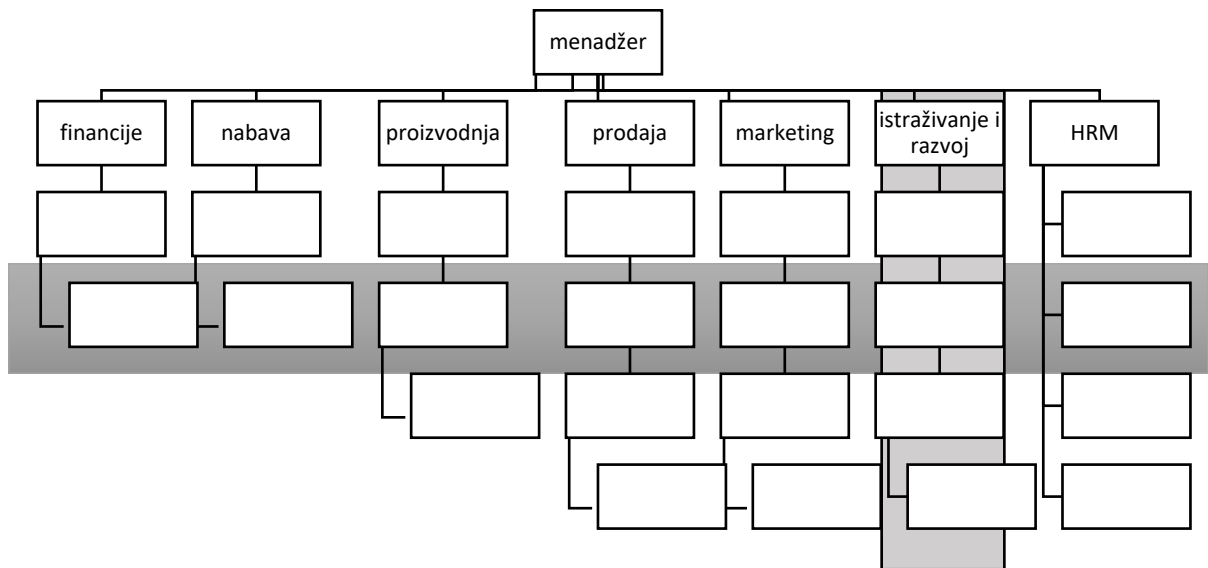 menadžer
financije
nabava
proizvodnja
prodaja
marketing
istraživanje i
razvoj
HRM